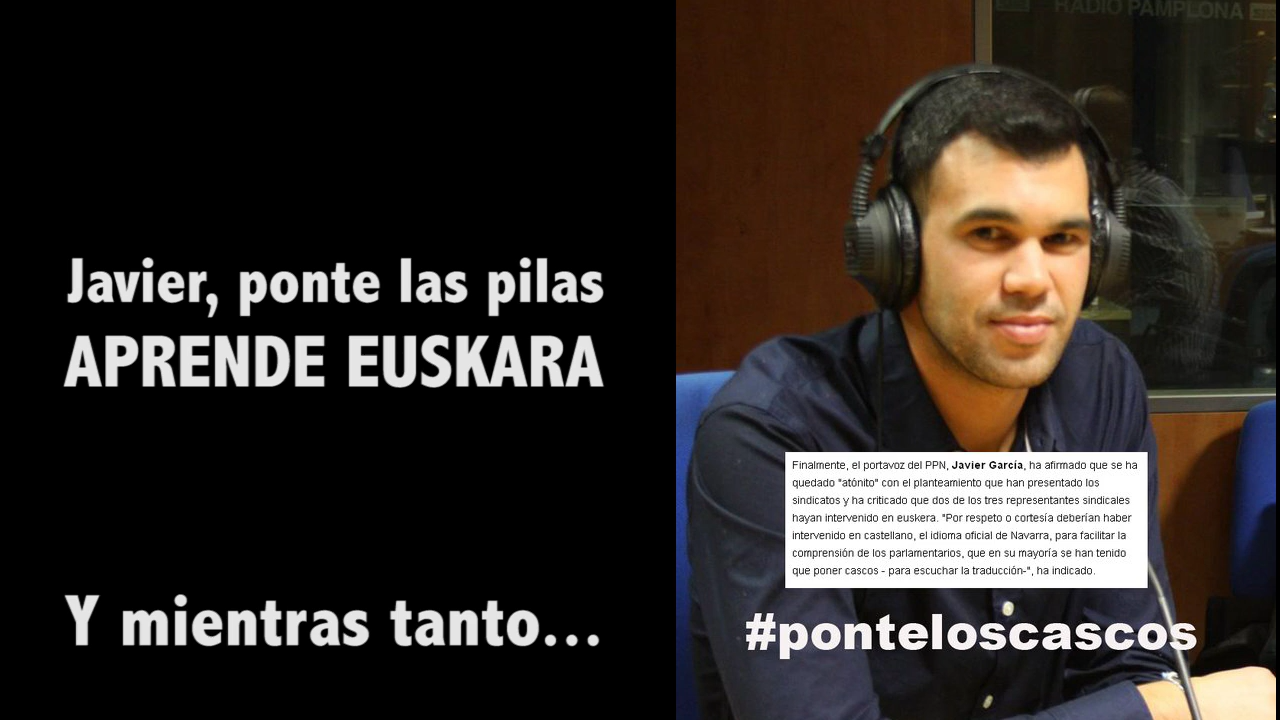 Javier, ponte las pilas
APRENDE EUSKARA
Y mientras tanto...
RADIO PAMPLONA
Finalmente, el portavoz del PPN, Javier García, ha afirmado que se ha
quedado "atónito" con el planteamiento que han presentado los
sindicatos y ha criticado que dos de los tres representantes sindicales
hayan intervenido en euskera. "Por respeto o cortesía deberían haber
intervenido en castellano, el idioma oficial de Navarra, para facilitar la
comprensión de los parlamentarios, que en su mayoría se han tenido
que poner cascos - para escuchar la traducción-", ha indicado.
#ponteloscascos